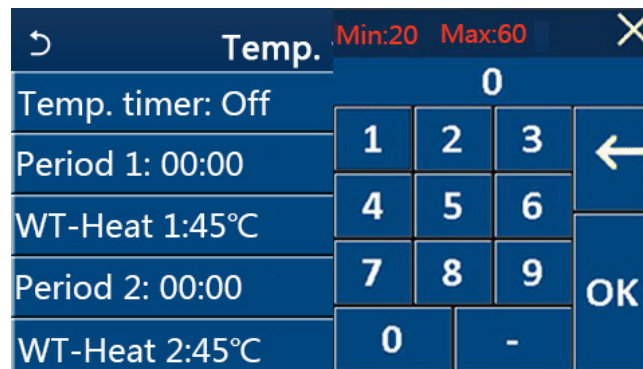 Temp.
Temp. timer: Off
Period 1: 00:00
WT-Heat 1:45℃
Period 2: 00:00
WT-Heat 2:45℃
Min:20 Max:60
0
1 2 3
4 5 6
7 8 9
OK
0 -